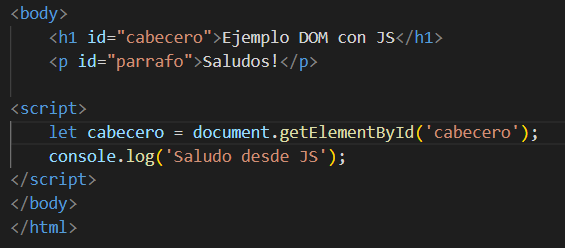 <body>
<h1 id="cabecero">Ejemplo DOM con JS</h1>
<p id="parrafo">Saludos!</p>
<script>
let cabecero = document.getElementById('cabecero');
console.log('Saludo desde JS');
</script>
</body>
</html>